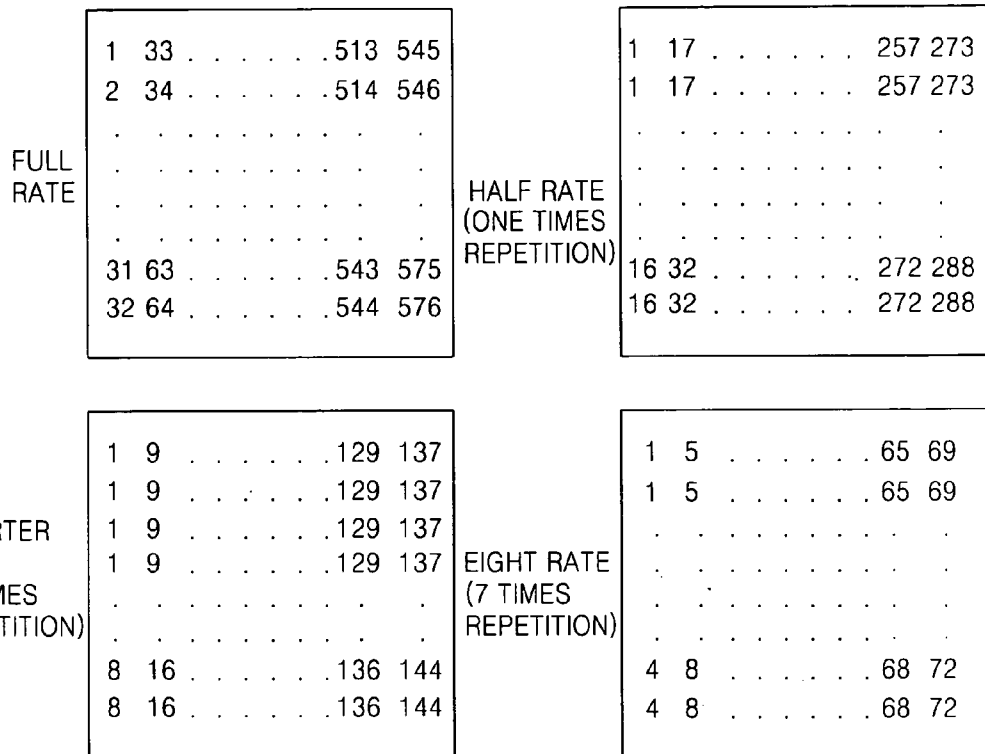 FULL
RATE
1 33 . . . . . . . 513 545
2 34 . . . . . . . 514 546
. . . . . . . . . . .
. . . . . . . . . . .
. . . . . . . . . . .
. . . . . . . . . . .
31 63 . . . . . . . 543 575
32 64 . . . . . . . 544 576
HALF RATE
(ONE TIMES
REPETITION)
1 17 . . . . . . 257 273
1 17 . . . . . . 257 273
. . . . . . . . . . .
. . . . . . . . . . .
. . . . . . . . . . .
. . . . . . . . . . .
16 32 . . . . . . . 272 288
16 32 . . . . . . 272 288
RTER
MES
TITION)
1 9 . . . . . . . 129 137
1 9 . . . . . . . 129 137
1 9 . . . . . . . 129 137
1 9 . . . . . . . 129 137
. . . . . . . . . . .
. . . . . . . . . . .
8 16 . . . . . . . 136 144
8 16 . . . . . . . 136 144
EIGHT RATE
(7 TIMES
REPETITION)
1 5 . . . . . . . 65 69
1 5 . . . . . . . 65 69
. . . . . . . . . . .
. . . . . . . . . . .
. . . . . . . . . . .
. . . . . . . . . . .
4 8 . . . . . . . 68 72
4 8 . . . . . . . 68 72